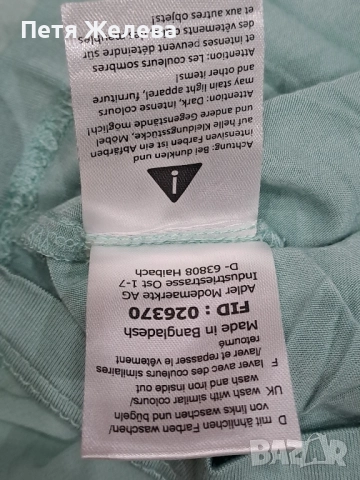 Петя Желева
D mit ähnlichen Farben waschen/
von links waschen und bügeln
UK wash with similar colours/
wash and iron inside out
F laver avec des couleurs similaires
/laver et repasser le vêtement
retourné
Made in Bangladesh
FID : 026370
Adler Modemaerkte AG
Industriestrasse Ost 1-7
D- 63808 Haibach
Achtung: Bei dunklen und
intensiven Farben ist ein Abfärben
auf helle Kleidungsstücke, Möbel
und andere Gegenstände möglich!
Attention: Dark, intense colours
may stain light apparel, furniture
and other items!
Attention: Les couleurs sombres
et intenses peuvent déteindre sur
des vêtements
et aux autres objets!
BAZAR